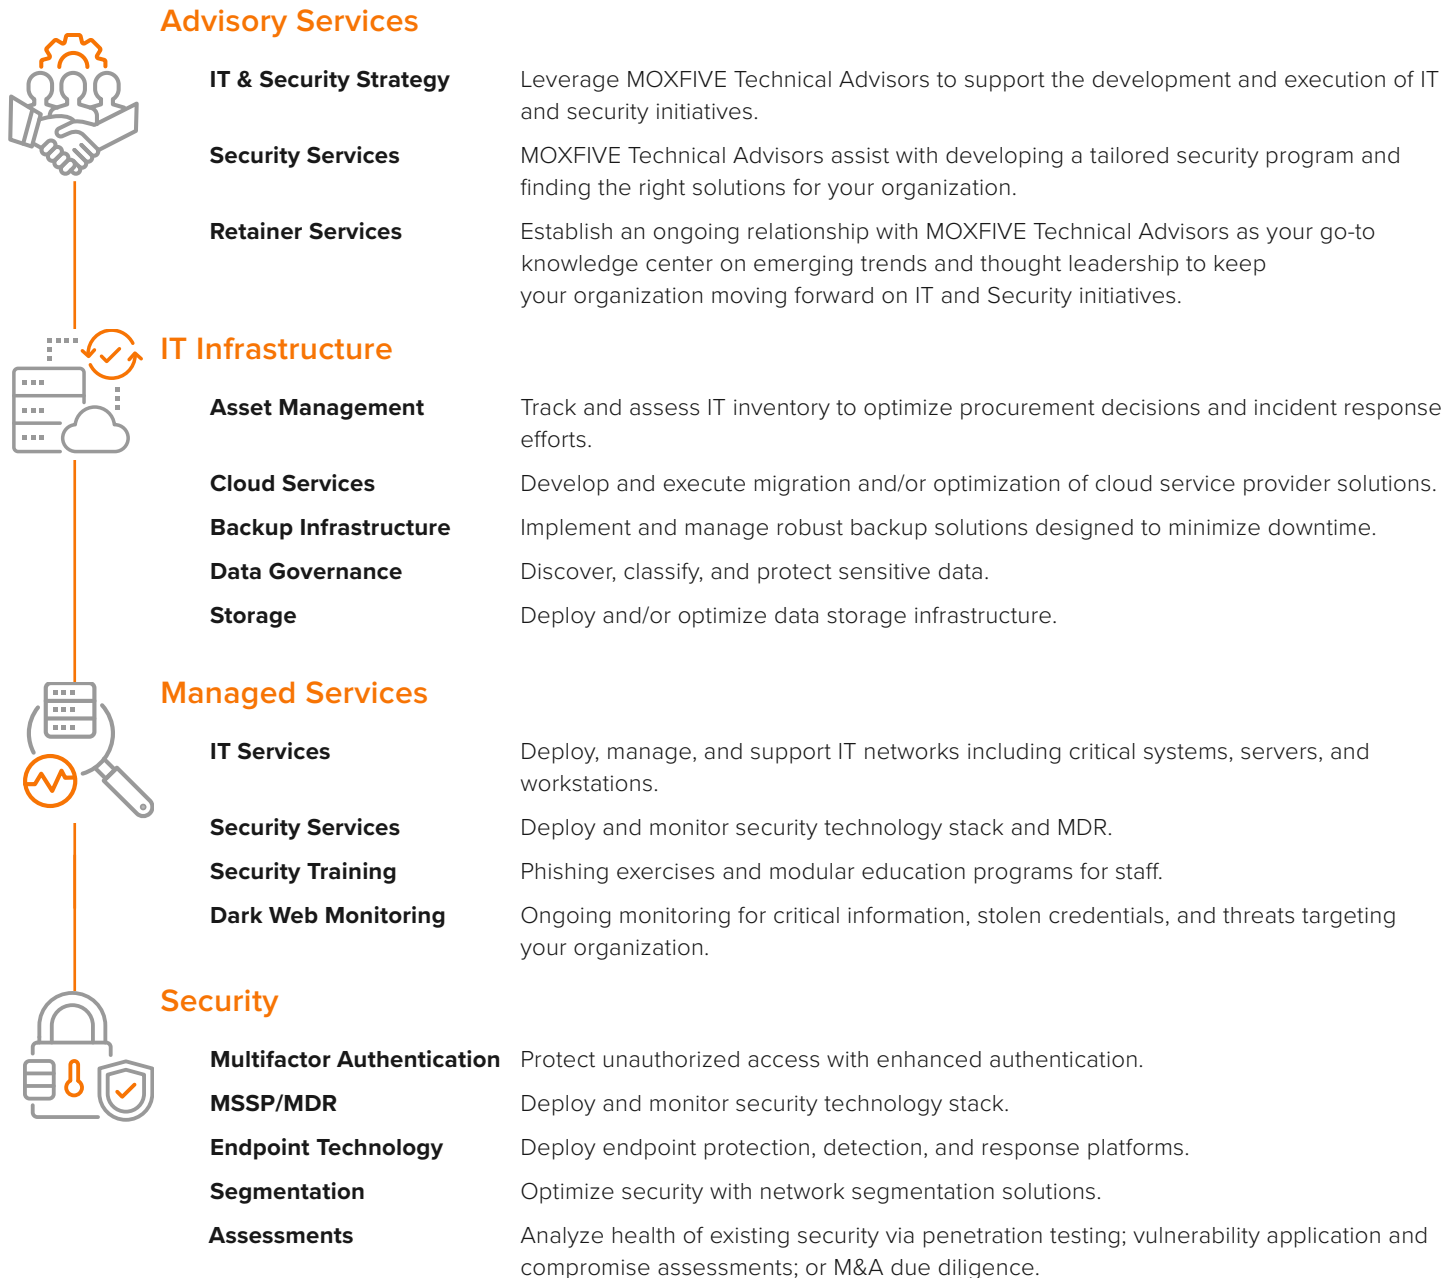 Advisory Services
IT & Security Strategy Leverage MOXFIVE Technical Advisors to support the development and execution of IT
and security initiatives.
Security Services MOXFIVE Technical Advisors assist with developing a tailored security program and
finding the right solutions for your organization.
Retainer Services Establish an ongoing relationship with MOXFIVE Technical Advisors as your go-to
knowledge center on emerging trends and thought leadership to keep
your organization moving forward on IT and Security initiatives.
IT Infrastructure
Asset Management Track and assess IT inventory to optimize procurement decisions and incident response
efforts.
Cloud Services Develop and execute migration and/or optimization of cloud service provider solutions.
Backup Infrastructure Implement and manage robust backup solutions designed to minimize downtime.
Data Governance Discover, classify, and protect sensitive data.
Storage Deploy and/or optimize data storage infrastructure.
Managed Services
IT Services Deploy, manage, and support IT networks including critical systems, servers, and
workstations.
Security Services Deploy and monitor security technology stack and MDR.
Security Training Phishing exercises and modular education programs for staff.
Dark Web Monitoring Ongoing monitoring for critical information, stolen credentials, and threats targeting
your organization.
Security
Multifactor Authentication Protect unauthorized access with enhanced authentication.
MSSP/MDR Deploy and monitor security technology stack.
Endpoint Technology Deploy endpoint protection, detection, and response platforms.
Segmentation Optimize security with network segmentation solutions.
Assessments Analyze health of existing security via penetration testing; vulnerability application and
compromise assessments; or M&A due diligence.